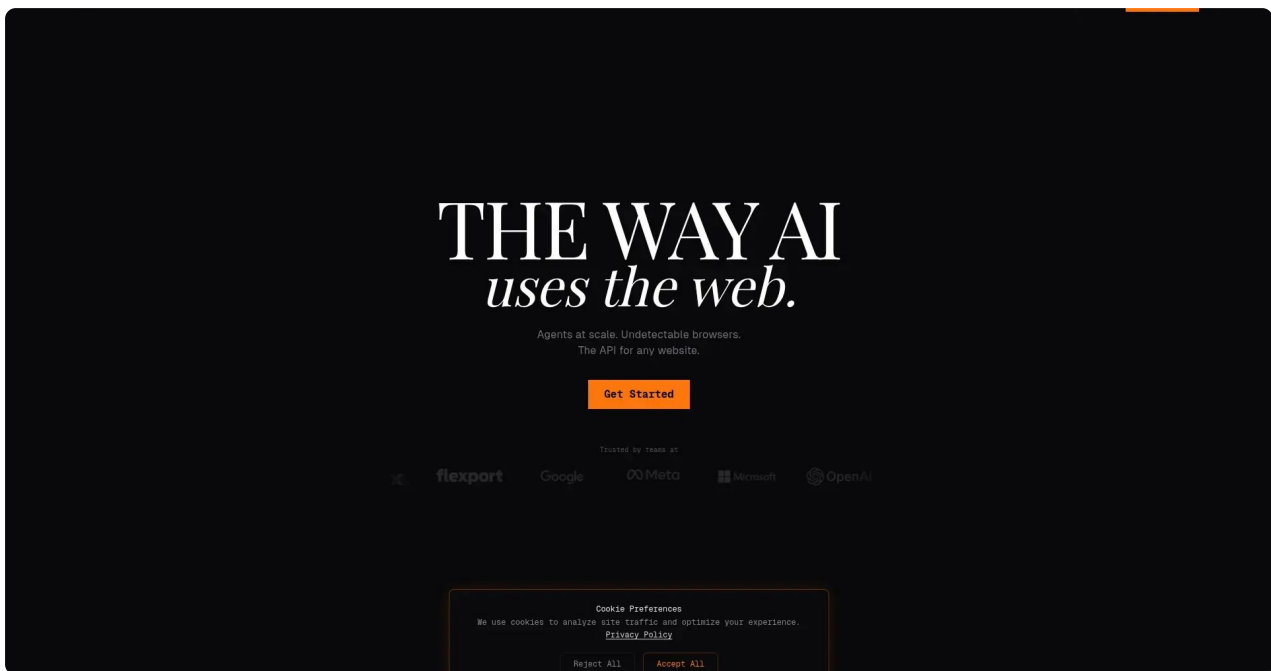 THE WAY AI
uses the web.
Agents at scale. Undetectable browsers.
The API for any website.
Get Started
Trusted by teams at
flexport
Google
Meta
Microsoft
OpenAI
Cookie Preferences
We use cookies to analyze site traffic and optimize your experience.
Privacy Policy
Reject All
Accept All